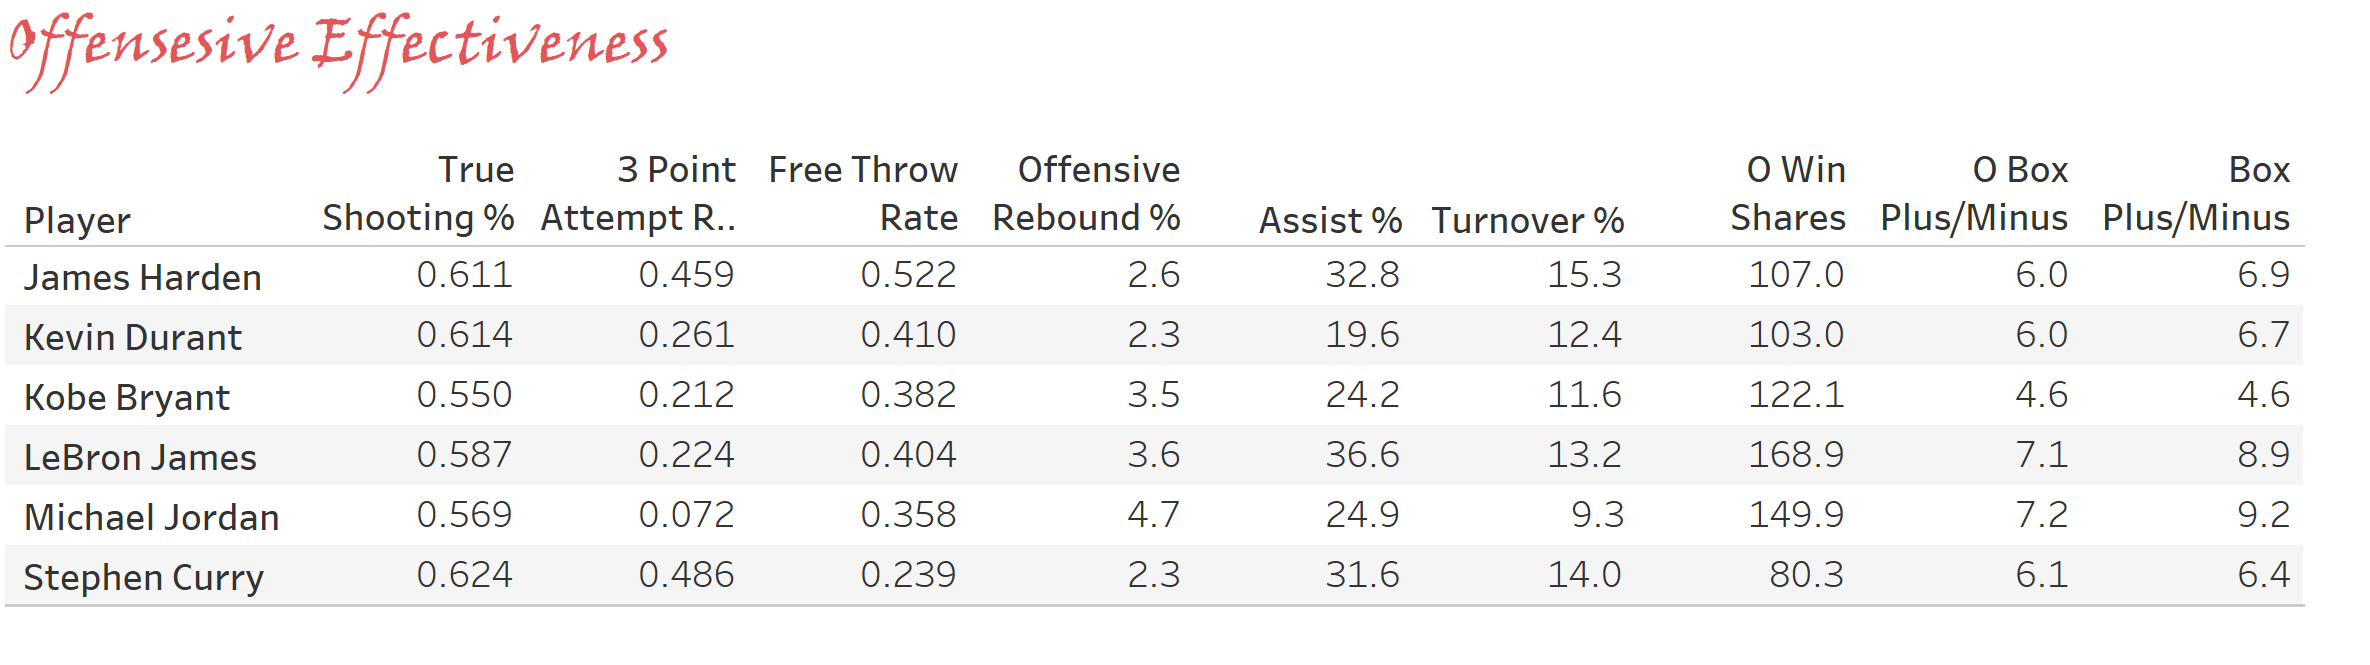 Offensesive Effectiveness
Player True Shooting % 3 Point Attempt R.. Free Throw Rate Offensive Rebound % Assist % Turnover % O Win Shares O Box Plus/Minus Box Plus/Minus
James Harden 0.611 0.459 0.522 2.6 32.8 15.3 107.0 6.0 6.9
Kevin Durant 0.614 0.261 0.410 2.3 19.6 12.4 103.0 6.0 6.7
Kobe Bryant 0.550 0.212 0.382 3.5 24.2 11.6 122.1 4.6 4.6
LeBron James 0.587 0.224 0.404 3.6 36.6 13.2 168.9 7.1 8.9
Michael Jordan 0.569 0.072 0.358 4.7 24.9 9.3 149.9 7.2 9.2
Stephen Curry 0.624 0.486 0.239 2.3 31.6 14.0 80.3 6.1 6.4